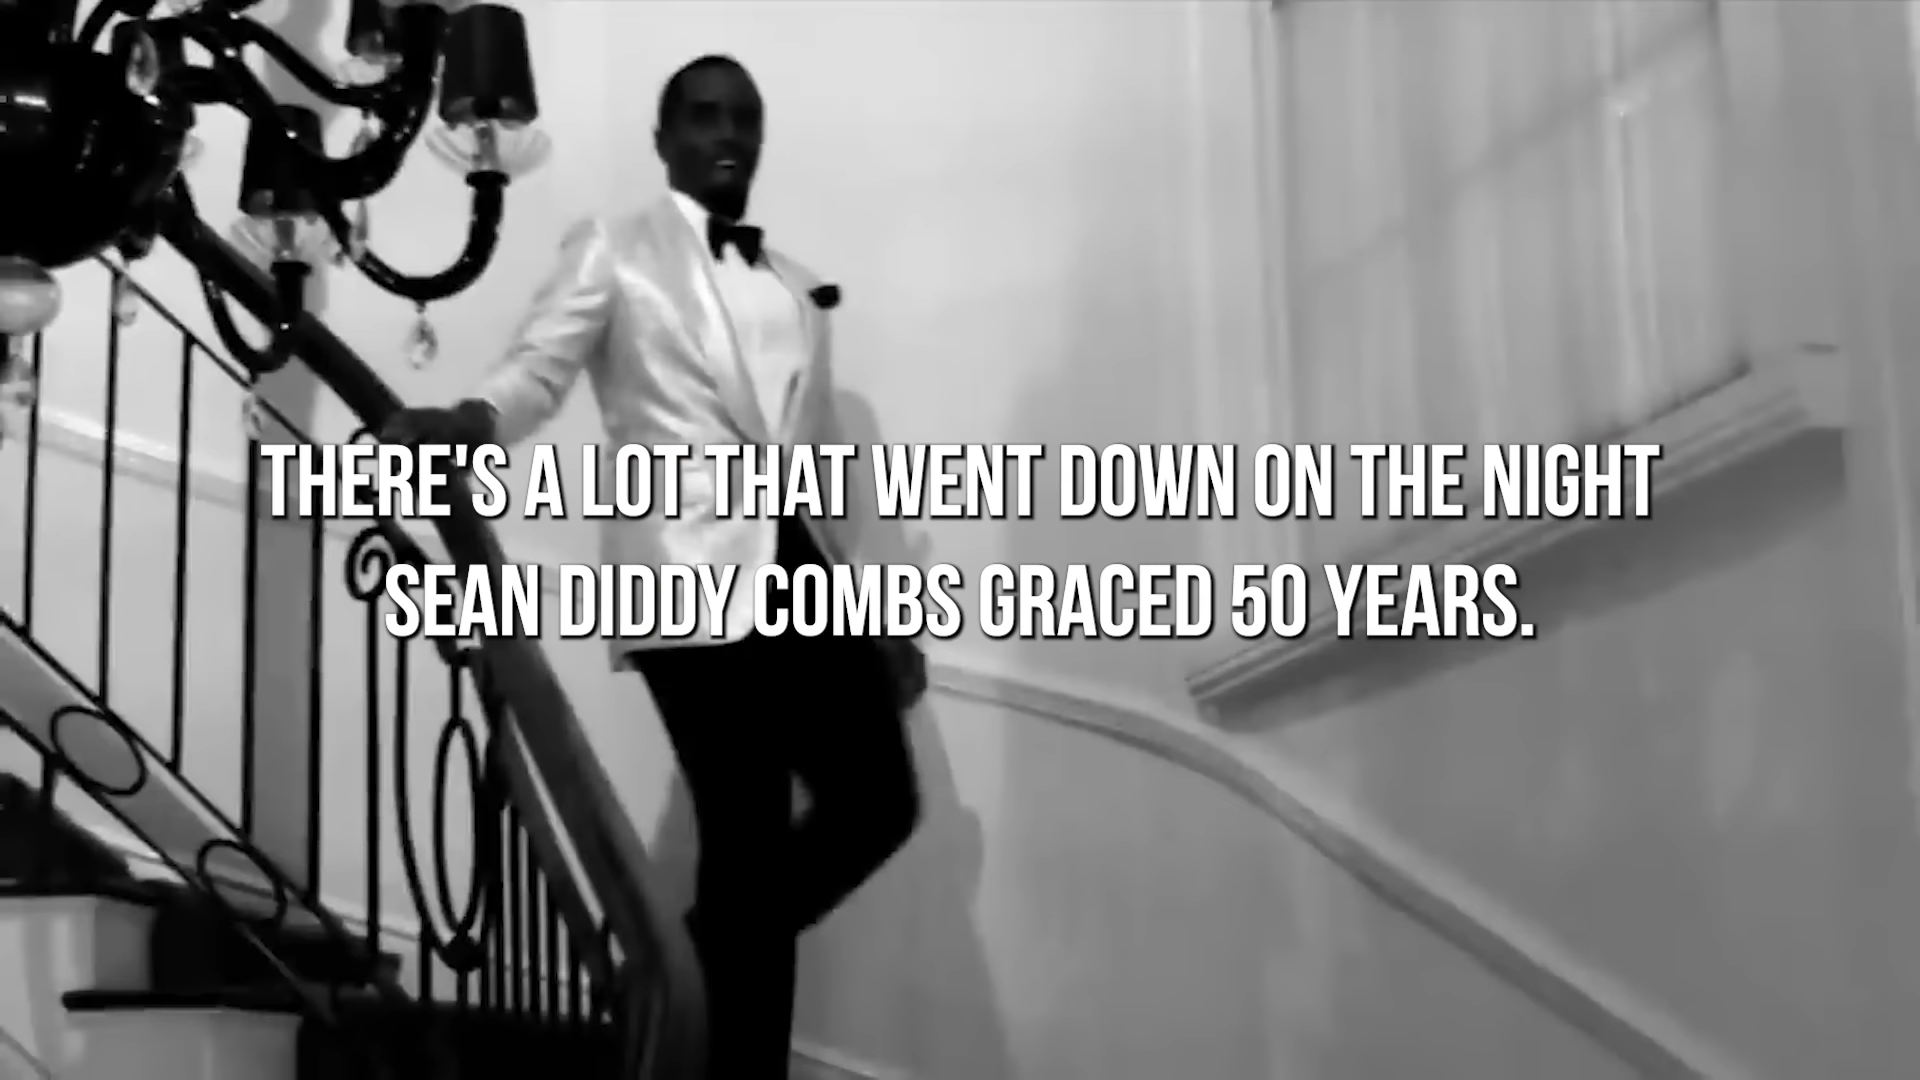 THERE'S A LOT THAT WENT DOWN ON THE NIGHT
SEAN DIDDY COMBS GRACED 50 YEARS.